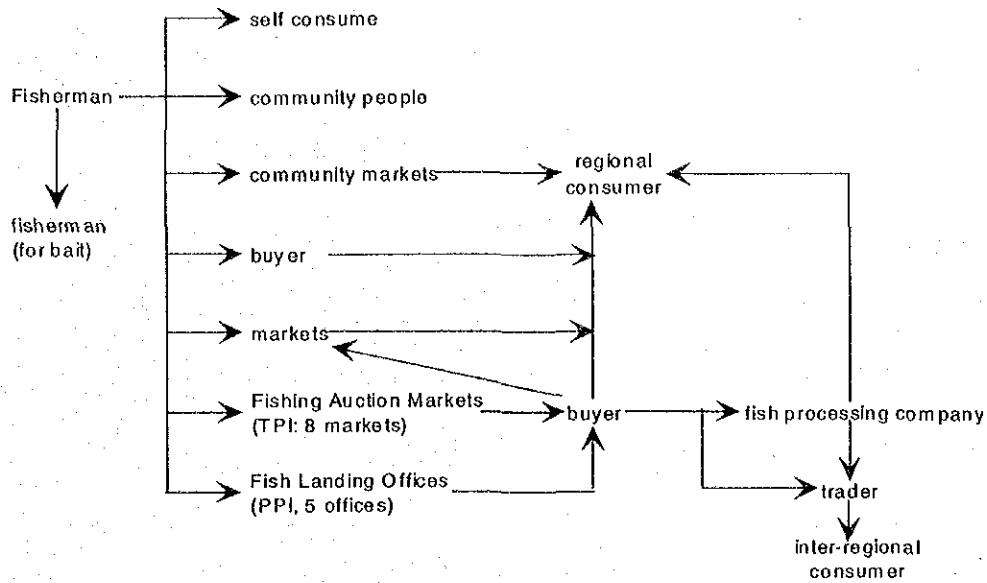 self consume
Fisherman
community people
community markets
regional
consumer
fisherman
(for bait)
buyer
markets
Fishing Auction Markets
(TPI: 8 markets)
buyer
fish processing company
Fish Landing Offices
(PPI, 5 offices)
trader
inter-regional
consumer